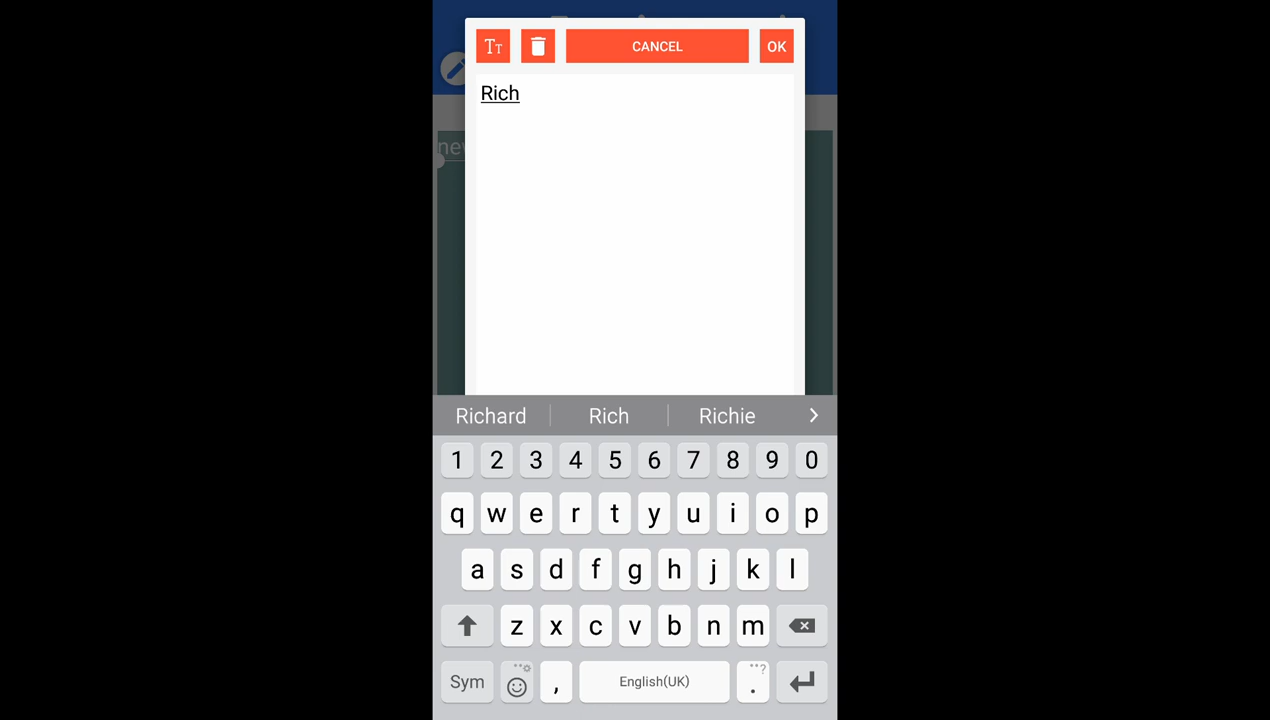 TT CANCEL OK
Rich
Richard Rich Richie
1 2 3 4 5 6 7 8 9 0
q w e r t y u i o p
a s d f g h j k l
z x c v b n m
Sym , English(UK) .